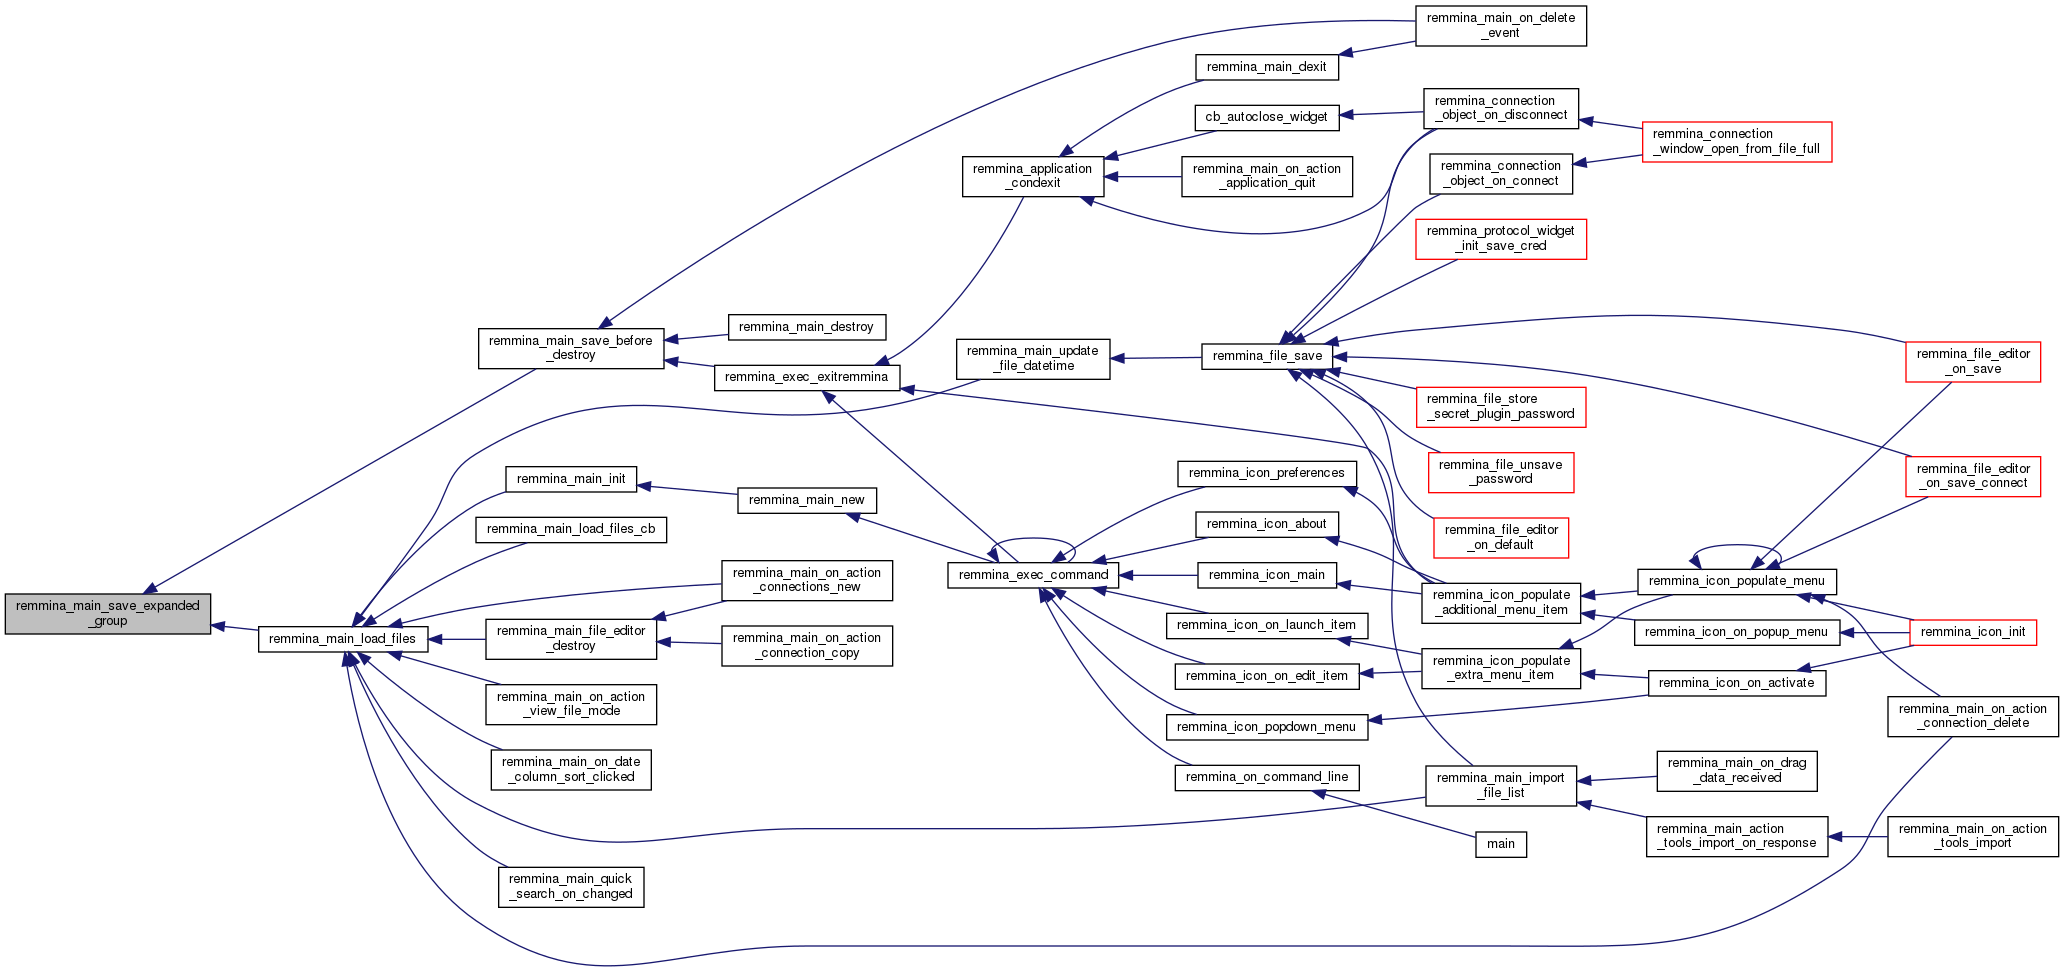 remmina_main_save_expanded
_group
remmina_main_save_before
_destroy
remmina_main_load_files
remmina_main_destroy
remmina_exec_exitremmina
remmina_main_init
remmina_main_new
remmina_main_load_files_cb
remmina_main_on_action
_connections_new
remmina_main_file_editor
_destroy
remmina_main_on_action
_connection_copy
remmina_main_on_action
_view_file_mode
remmina_main_on_date
_column_sort_clicked
remmina_main_quick
_search_on_changed
remmina_application
_condexit
remmina_main_update
_file_datetime
remmina_exec_command
remmina_main_on_delete
_event
remmina_main_dexit
cb_autoclose_widget
remmina_main_on_action
_application_quit
remmina_connection
_object_on_disconnect
remmina_connection
_object_on_connect
remmina_connection
_window_open_from_file_full
remmina_protocol_widget
_init_save_cred
remmina_file_save
remmina_file_store
_secret_plugin_password
remmina_file_unsave
_password
remmina_file_editor
_on_default
remmina_file_editor
_on_save
remmina_file_editor
_on_save_connect
remmina_icon_preferences
remmina_icon_about
remmina_icon_main
remmina_icon_on_launch_item
remmina_icon_on_edit_item
remmina_icon_popdown_menu
remmina_on_command_line
main
remmina_icon_populate
_additional_menu_item
remmina_icon_populate
_extra_menu_item
remmina_icon_populate_menu
remmina_icon_on_popup_menu
remmina_icon_on_activate
remmina_icon_init
remmina_main_on_action
_connection_delete
remmina_main_import
_file_list
remmina_main_on_drag
_data_received
remmina_main_action
_tools_import_on_response
remmina_main_on_action
_tools_import